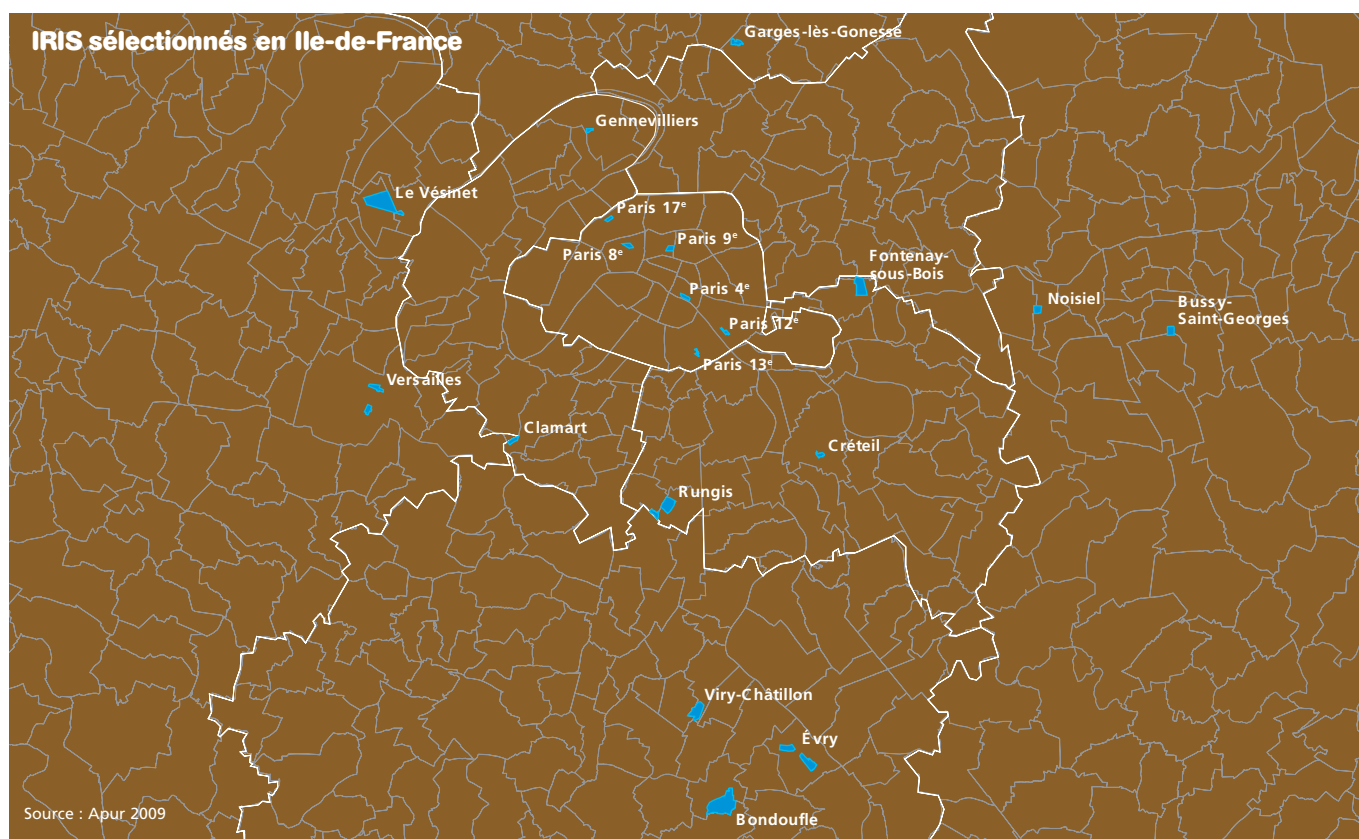 IRIS sélectionnés en Ile-de-France
Garges-lès-Gonesse
Gennevilliers
Le Vésinet
Paris 17e
Paris 9e
Paris 8e
Fontenay-
sous-Bois
Paris 4e
Noisiel
Bussy-
Saint-Georges
Paris 12e
Paris 13e
Versailles
Clamart
Créteil
Rungis
Viry-Châtillon
Évry
Source : Apur 2009
Bondoufle